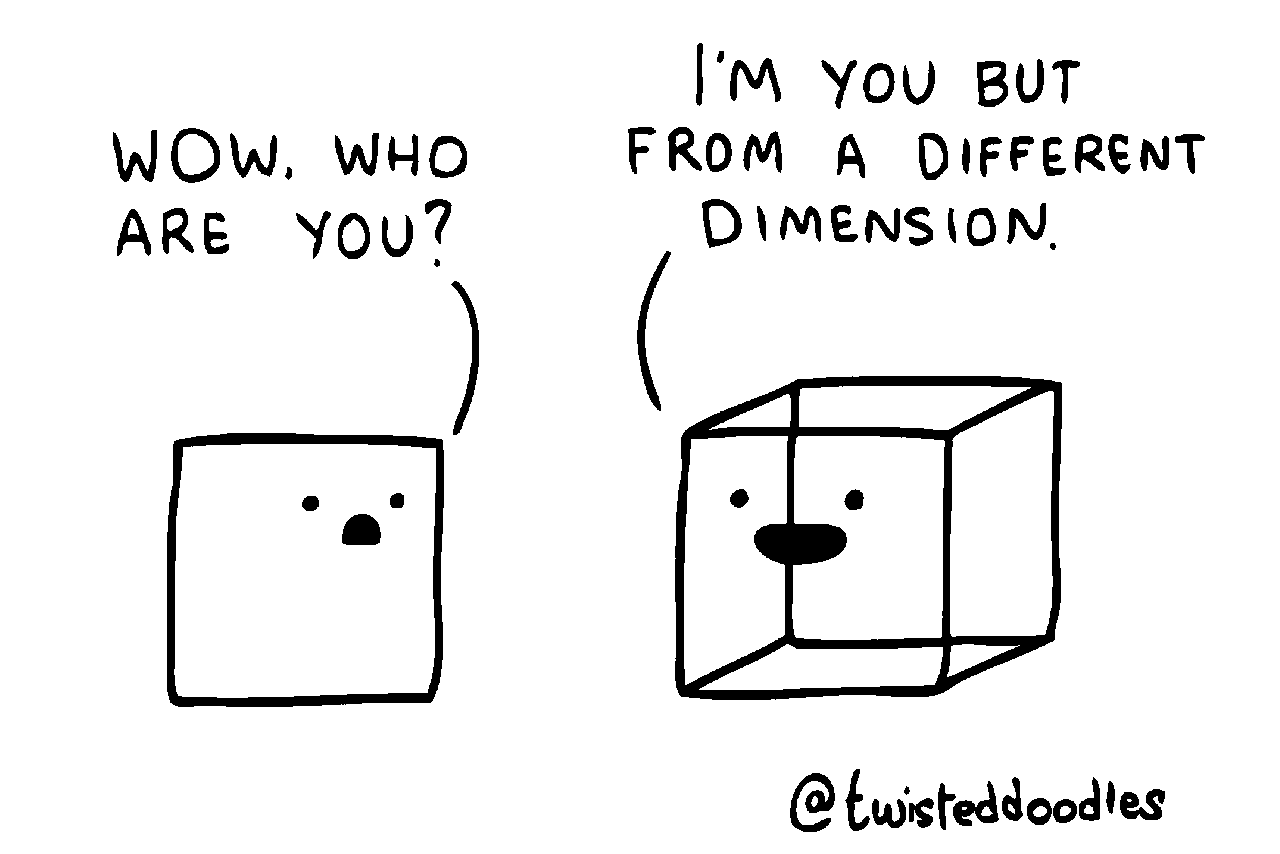 WOW. WHO
ARE YOU?
I'M YOU BUT
FROM A DIFFERENT
DIMENSION.
@twisteddoodles